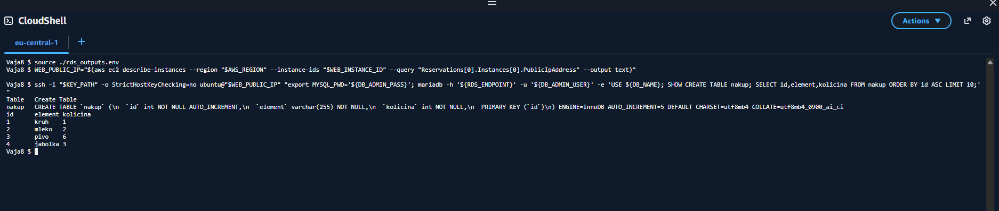 CloudShell
Actions
eu-central-1
+
Vaja8 $ source ./rds_outputs.env
Vaja8 $ WEB_PUBLIC_IP="$(aws ec2 describe-instances --region "$AWS_REGION" --instance-ids "$WEB_INSTANCE_ID" --query "Reservations[0].Instances[0].PublicIpAddress" --output text)"
Vaja8 $ ssh -i "$KEY_PATH" -o StrictHostKeyChecking=no ubuntu@"$WEB_PUBLIC_IP" "export MYSQL_PWD='${DB_ADMIN_PASS}'; mariadb -h '${RDS_ENDPOINT}' -u '${DB_ADMIN_USER}' -e 'USE ${DB_NAME}; SHOW CREATE TABLE nakup; SELECT id,element,kolicina FROM nakup ORDER BY id ASC LIMIT 10;'
"
Table   Create Table
nakup   CREATE TABLE `nakup` (\n  `id` int NOT NULL AUTO_INCREMENT,\n  `element` varchar(255) NOT NULL,\n  `kolicina` int NOT NULL,\n  PRIMARY KEY (`id`)\n) ENGINE=InnoDB AUTO_INCREMENT=5 DEFAULT CHARSET=utf8mb4 COLLATE=utf8mb4_0900_ai_ci
id      element kolicina
1       kruh    1
2       mleko   2
3       pivo    6
4       jabolka 3
Vaja8 $